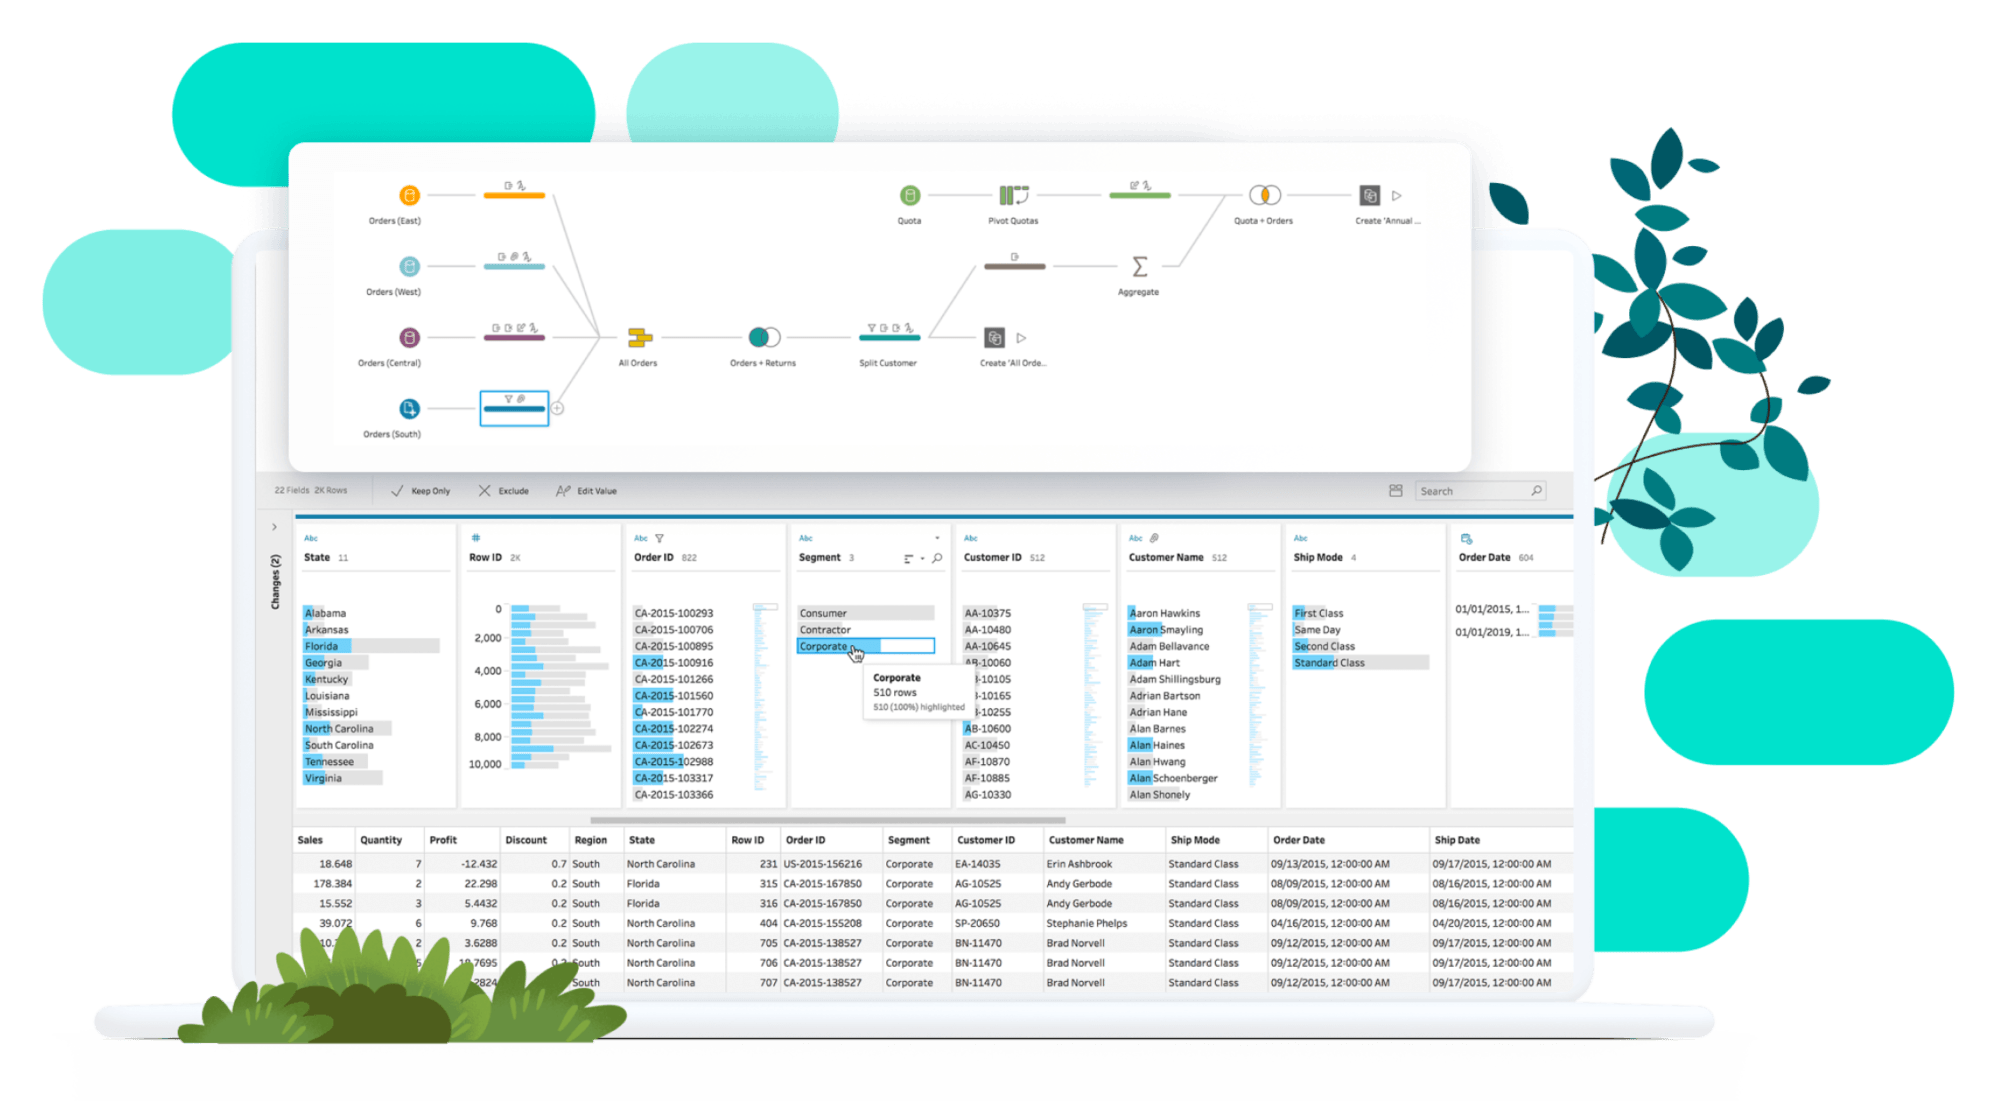 Orders (East)
Quota
Pivot Quotas
Quota + Orders
Create 'Annual ...
Orders (West)
Aggregate
Orders (Central)
All Orders
Orders + Returns
Split Customer
Create 'All Orde...
Orders (South)
22 Fields 2K Rows
Keep Only
Exclude
Edit Value
Search
Changes (2)
Abc
State 11
Alabama
Arkansas
Florida
Georgia
Kentucky
Louisiana
Mississippi
North Carolina
South Carolina
Tennessee
Virginia
#
Row ID 2K
0
2,000
4,000
6,000
8,000
10,000
Abc
Order ID 822
CA-2015-100293
CA-2015-100706
CA-2015-100895
CA-2015-100916
CA-2015-101266
CA-2015-101560
CA-2015-101770
CA-2015-102274
CA-2015-102673
CA-2015-102988
CA-2015-103317
CA-2015-103366
Abc
Segment 3
Consumer
Contractor
Corporate
Corporate
510 rows
510 (100%) highlighted
Abc
Customer ID 512
AA-10375
AA-10480
AA-10645
AB-10060
-10105
-10165
-10255
AB-10600
AC-10450
AF-10870
AF-10885
AG-10330
Abc
Customer Name 512
Aaron Hawkins
Aaron Smayling
Adam Bellavance
Adam Hart
Adam Shillingsburg
Adrian Bartson
Adrian Hane
Alan Barnes
Alan Haines
Alan Hwang
Alan Schoenberger
Alan Shonely
Abc
Ship Mode 4
First Class
Same Day
Second Class
Standard Class
Order Date 604
01/01/2015, 1...
01/01/2019, 1...
Sales Quantity Profit Discount Region State Row ID Order ID Segment Customer ID Customer Name Ship Mode Order Date Ship Date
18.648 7 -12.432 0.7 South North Carolina 231 US-2015-156216 Corporate EA-14035 Erin Ashbrook Standard Class 09/13/2015, 12:00:00 AM 09/17/2015, 12:00:00 AM
178.384 2 22.298 0.2 South Florida 315 CA-2015-167850 Corporate AG-10525 Andy Gerbode Standard Class 08/09/2015, 12:00:00 AM 08/16/2015, 12:00:00 AM
15.552 3 5.4432 0.2 South Florida 316 CA-2015-167850 Corporate AG-10525 Andy Gerbode Standard Class 08/09/2015, 12:00:00 AM 08/16/2015, 12:00:00 AM
39.072 6 9.768 0.2 South North Carolina 404 CA-2015-155208 Corporate SP-20650 Stephanie Phelps Standard Class 04/16/2015, 12:00:00 AM 04/20/2015, 12:00:00 AM
2 3.6288 0.2 South North Carolina 705 CA-2015-138527 Corporate BN-11470 Brad Norvell Standard Class 09/12/2015, 12:00:00 AM 09/17/2015, 12:00:00 AM
South North Carolina 706 CA-2015-138527 Corporate BN-11470 Brad Norvell Standard Class 09/12/2015, 12:00:00 AM 09/17/2015, 12:00:00 AM
South North Carolina 707 CA-2015-138527 Corporate BN-11470 Brad Norvell Standard Class 09/12/2015, 12:00:00 AM 09/17/2015, 12:00:00 AM